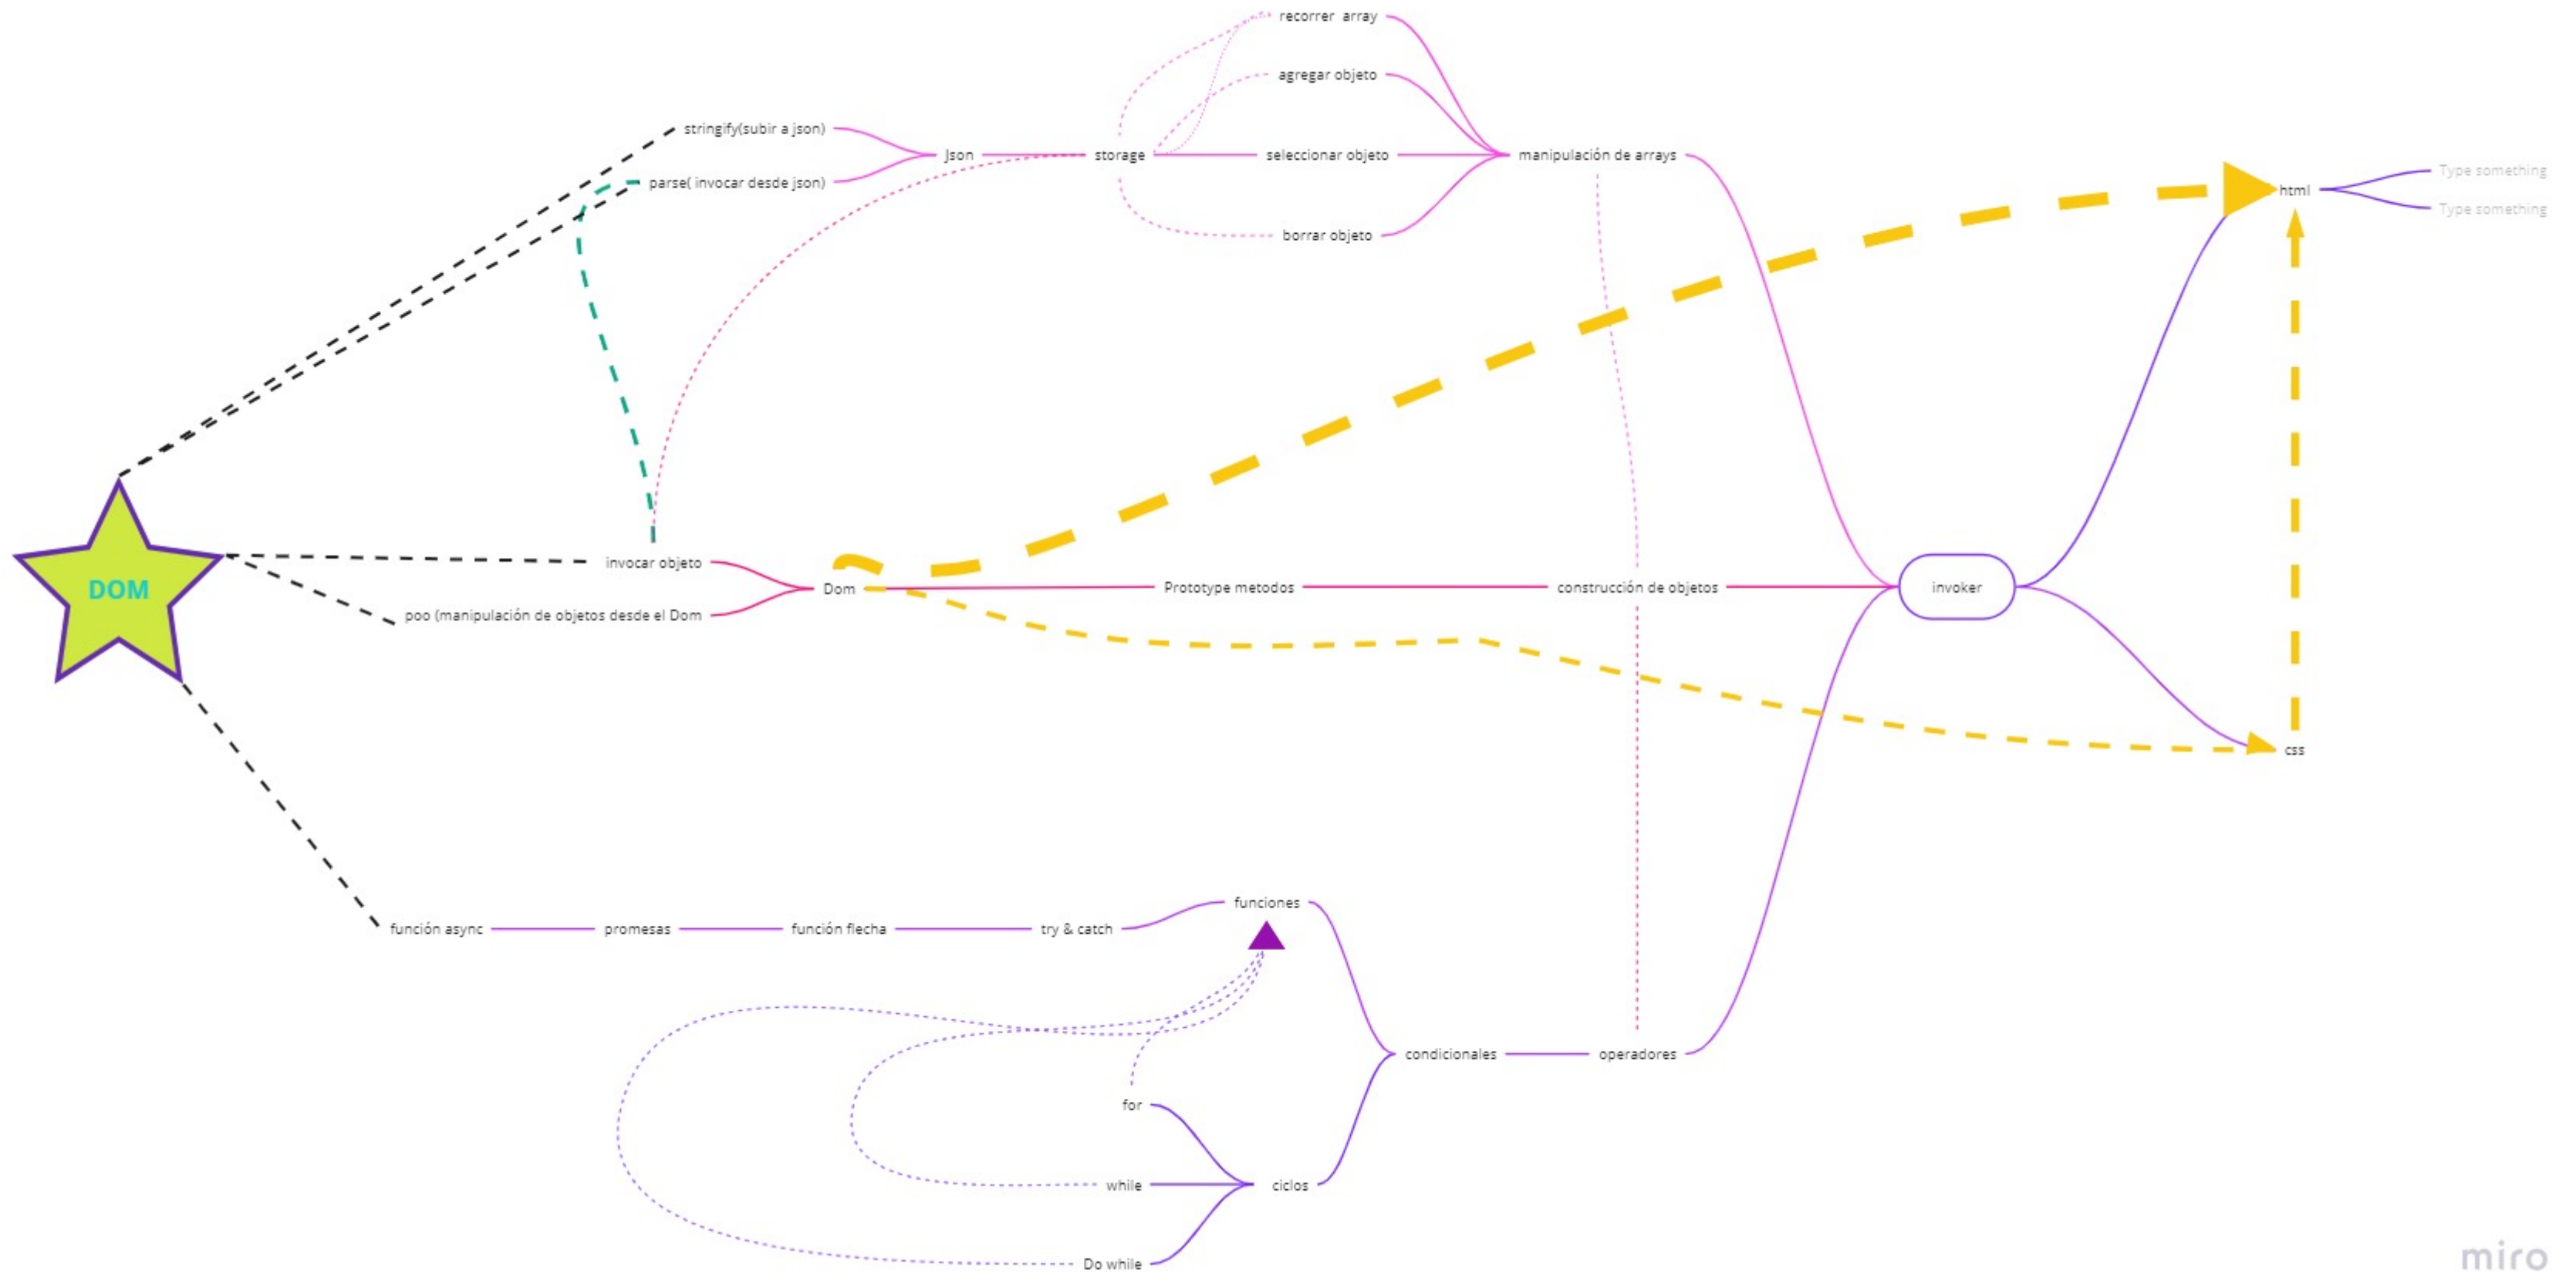 recorrer array
agregar objeto
stringify(subir a json)
Json
storage
seleccionar objeto
manipulación de arrays
parse( invocar desde json)
borrar objeto
html
Type something
Type something
DOM
invocar objeto
poo (manipulación de objetos desde el Dom
Dom
Prototype metodos
construcción de objetos
invoker
css
funciones
función async
promesas
función flecha
try & catch
condicionales
operadores
for
while
ciclos
Do while
miro